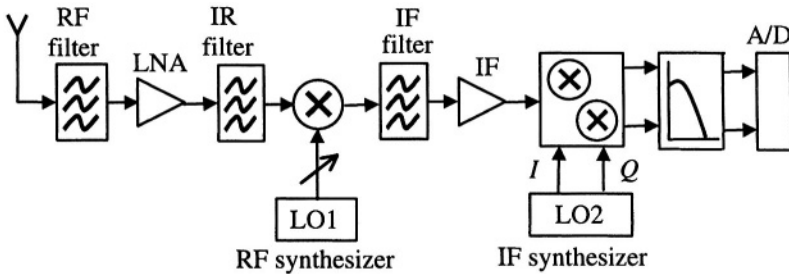 RF
filter
LNA
IR
filter
IF
filter
IF
A/D
I
Q
LO1
LO2
RF synthesizer
IF synthesizer